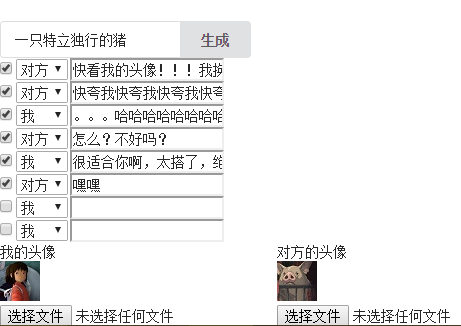 一只特立独行的猪 生成
对方 快看我的头像！！！我
对方 快夸我快夸我快夸我快夸
我 。。。哈哈哈哈哈哈哈哈
对方 怎么？不好吗？
我 很适合你啊，太搭了，
对方 嘿嘿
我
我
我的头像 对方的头像
选择文件 未选择任何文件 选择文件 未选择任何文件